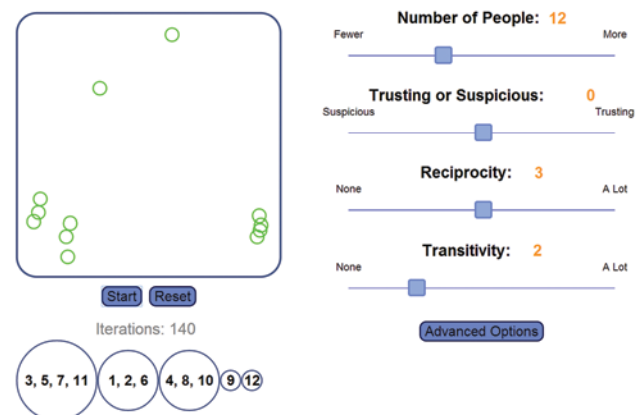 Number of People: 12
Fewer More
Trusting or Suspicious: 0
Suspicious Trusting
Reciprocity: 3
None A Lot
Transitivity: 2
None A Lot
Advanced Options
Start Reset
Iterations: 140
3, 5, 7, 11 1, 2, 6 4, 8, 10 9 12